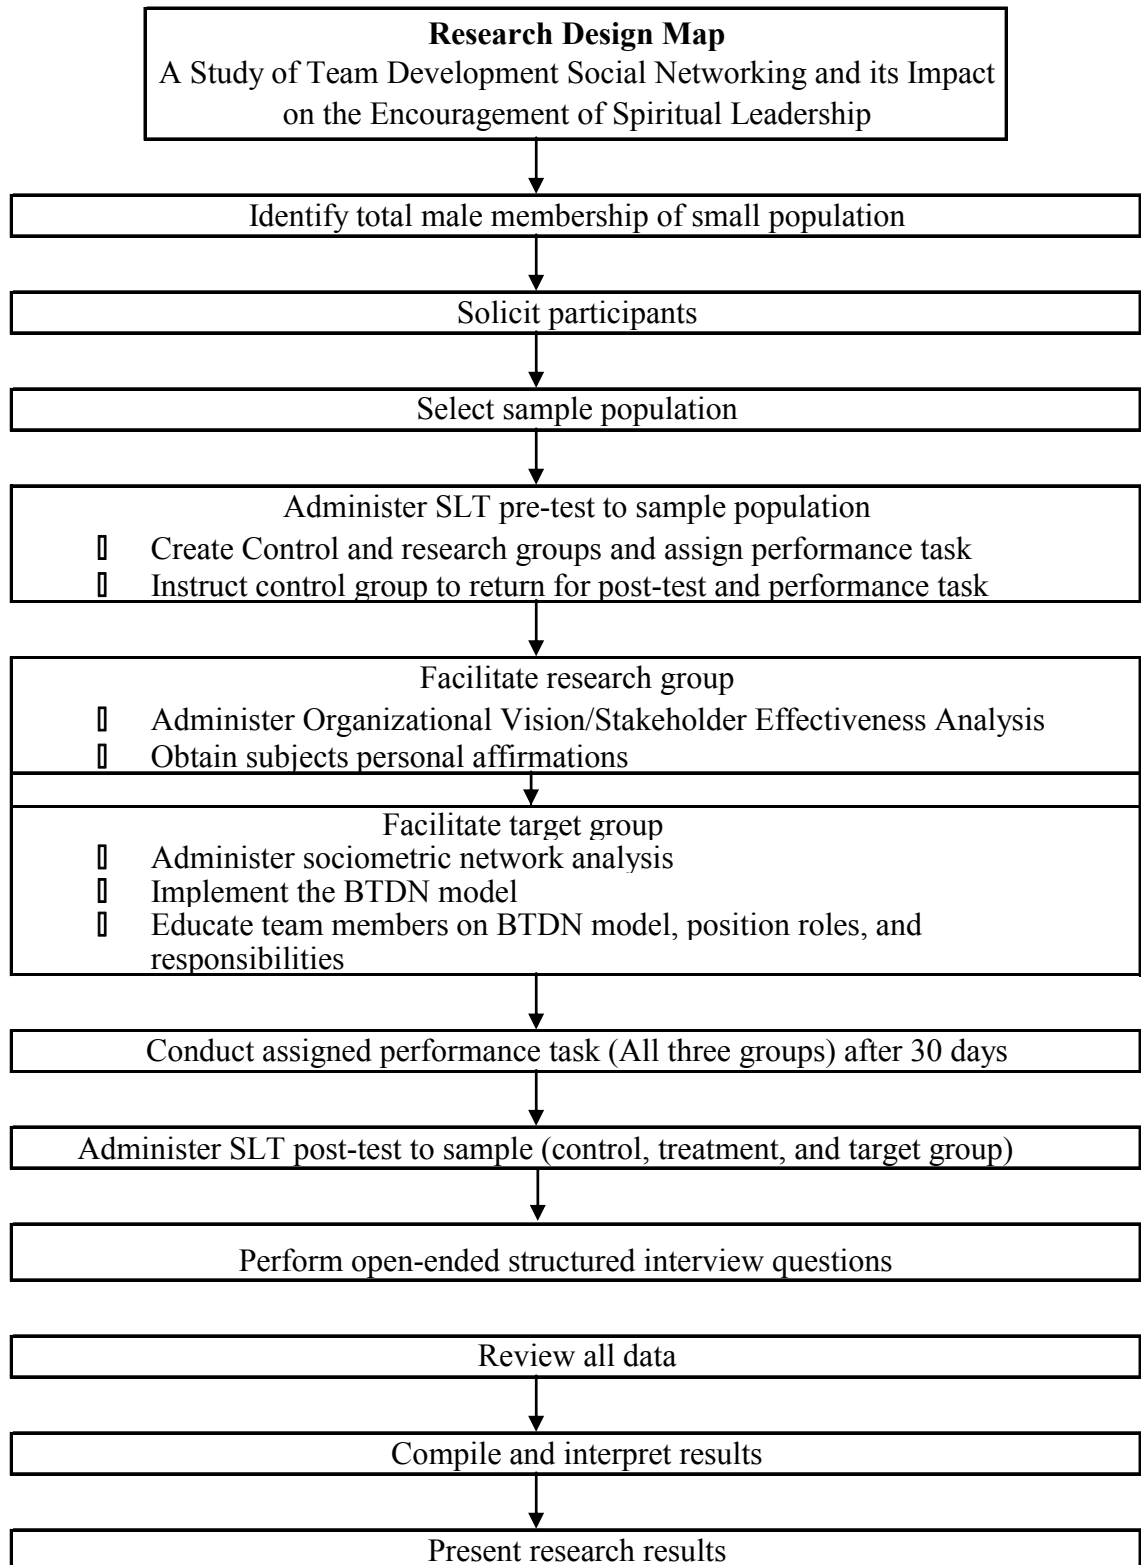 Research Design Map
A Study of Team Development Social Networking and its Impact
on the Encouragement of Spiritual Leadership
Identify total male membership of small population
Solicit participants
Select sample population
Administer SLT pre-test to sample population
▯ Create Control and research groups and assign performance task
▯ Instruct control group to return for post-test and performance task
Facilitate research group
▯ Administer Organizational Vision/Stakeholder Effectiveness Analysis
▯ Obtain subjects personal affirmations
Facilitate target group
▯ Administer sociometric network analysis
▯ Implement the BTDN model
▯ Educate team members on BTDN model, position roles, and
responsibilities
Conduct assigned performance task (All three groups) after 30 days
Administer SLT post-test to sample (control, treatment, and target group)
Perform open-ended structured interview questions
Review all data
Compile and interpret results
Present research results